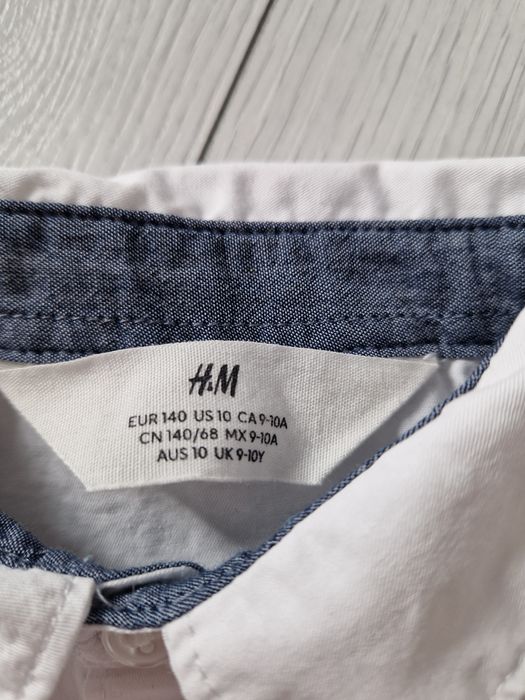 H&M
EUR 140 US 10 CA 9-10A
CN 140/68 MX 9-10A
AUS 10 UK 9-10Y